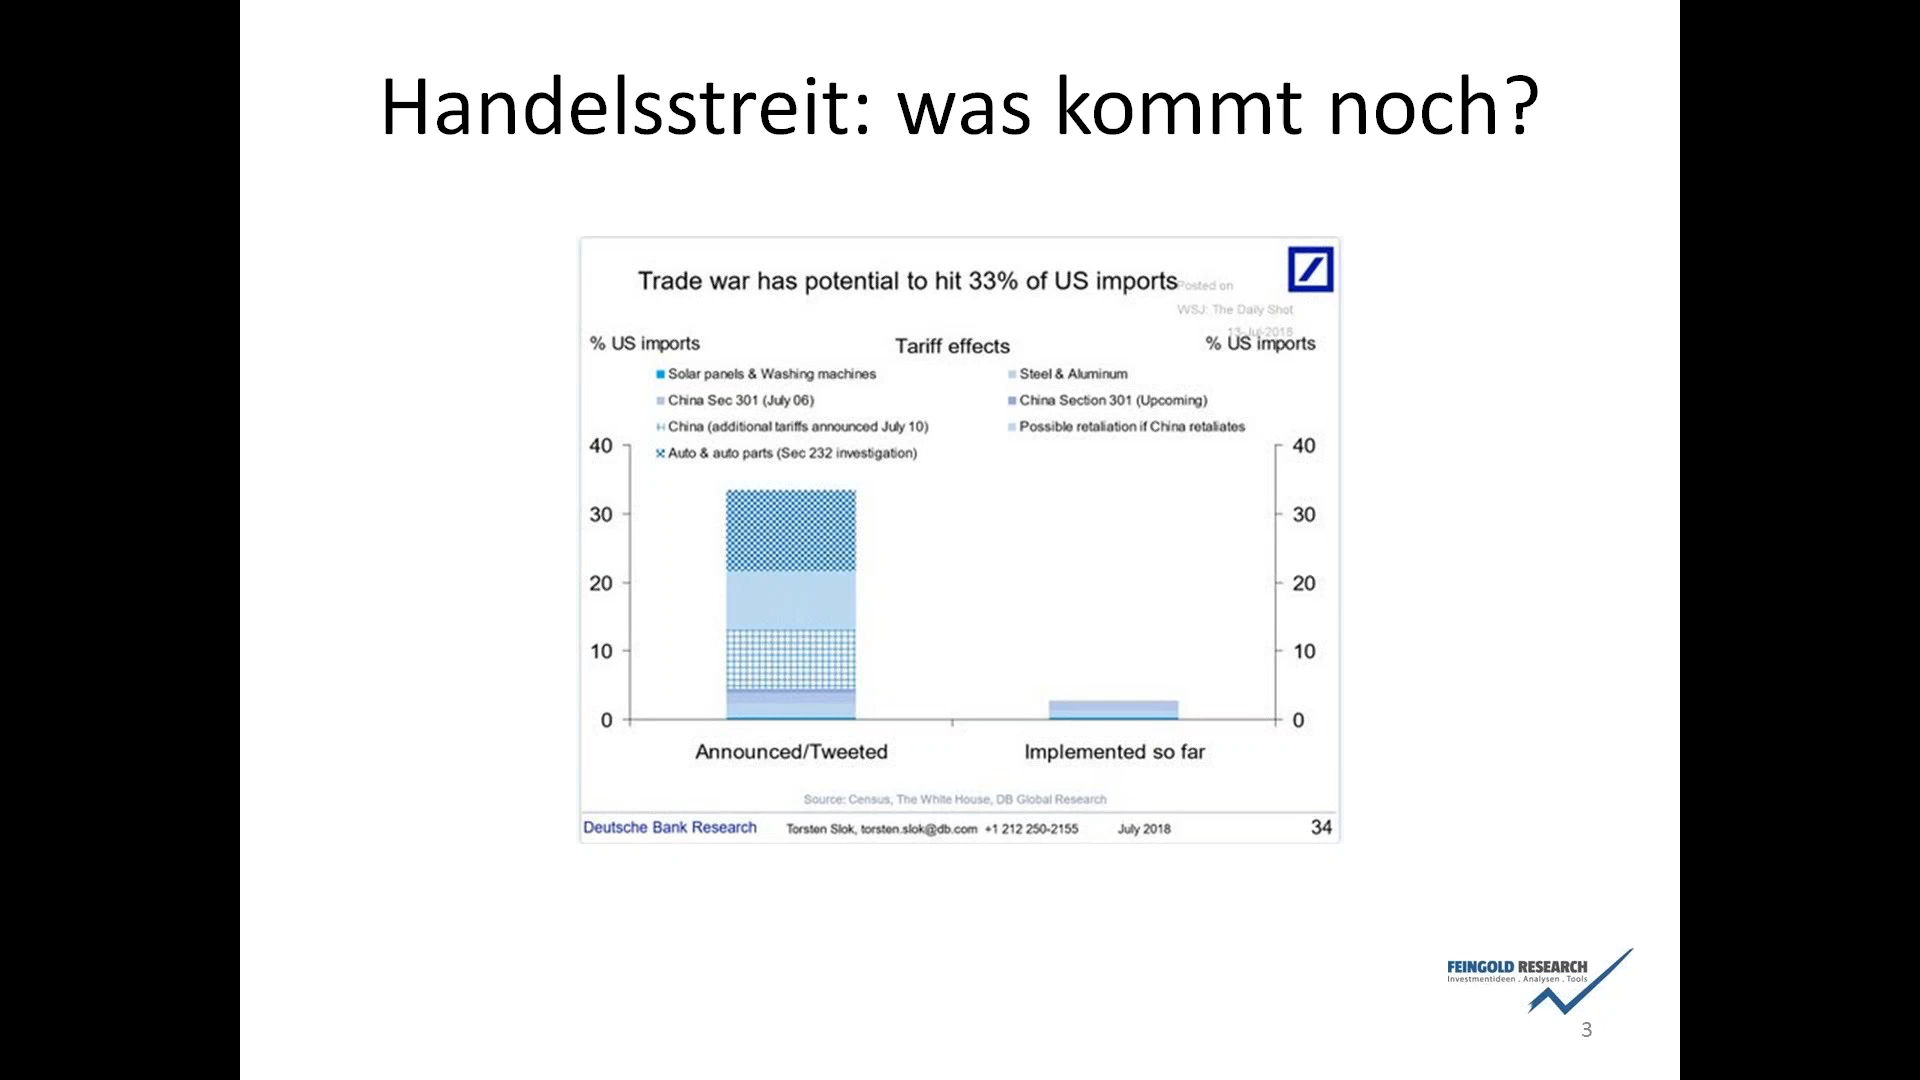 Handelsstreit: was kommt noch?
Trade war has potential to hit 33% of US imports
Posted on
WSJ: The Daily Shot
13-Jul-2018
% US imports
Tariff effects
% US imports
Solar panels & Washing machines
Steel & Aluminum
China Sec 301 (July 06)
China Section 301 (Upcoming)
China (additional tariffs announced July 10)
Possible retaliation if China retaliates
Auto & auto parts (Sec 232 investigation)
40
30
20
10
0
40
30
20
10
0
Announced/Tweeted
Implemented so far
Source: Census, The White House, DB Global Research
Deutsche Bank Research
Torsten Slok, torsten.slok@db.com +1 212 250-2155
July 2018
34
FEINGOLD RESEARCH
Investmentideen . Analysen . Tools
3